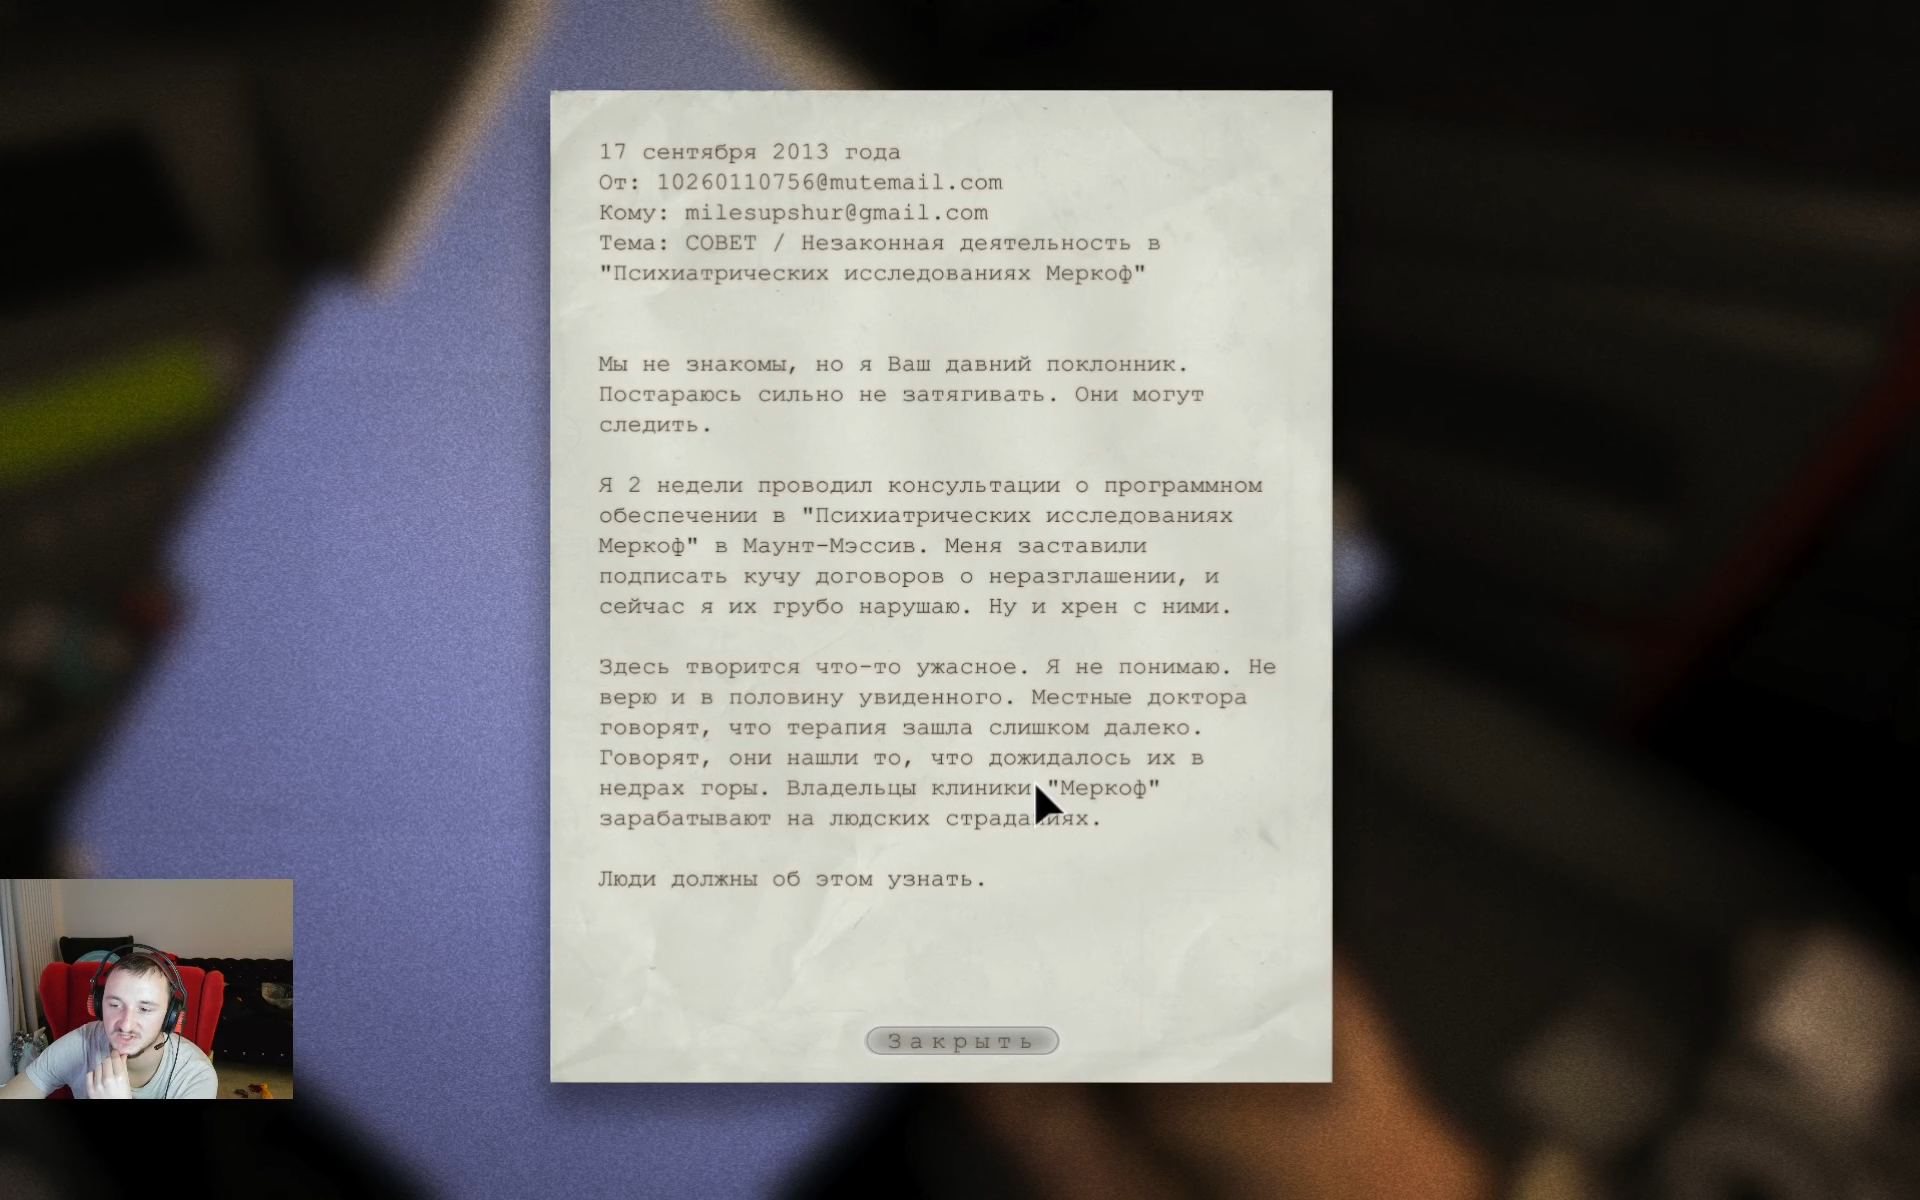 17 сентября 2013 года
От: 10260110756@mutemail.com
Кому: milesupshur@gmail.com
Тема: СОВЕТ / Незаконная деятельность в
"Психиатрических исследованиях Меркоф"
Мы не знакомы, но я Ваш давний поклонник.
Постараюсь сильно не затягивать. Они могут
следить.
Я 2 недели проводил консультации о программном
обеспечении в "Психиатрических исследованиях
Меркоф" в Маунт-Мэссив. Меня заставили
подписать кучу договоров о неразглашении, и
сейчас я их грубо нарушаю. Ну и хрен с ними.
Здесь творится что-то ужасное. Я не понимаю. Не
верю и в половину увиденного. Местные доктора
говорят, что терапия зашла слишком далеко.
Говорят, они нашли то, что дожидалось их в
недрах горы. Владельцы клиники "Меркоф"
зарабатывают на людских страданиях.
Люди должны об этом узнать.
Закрыть